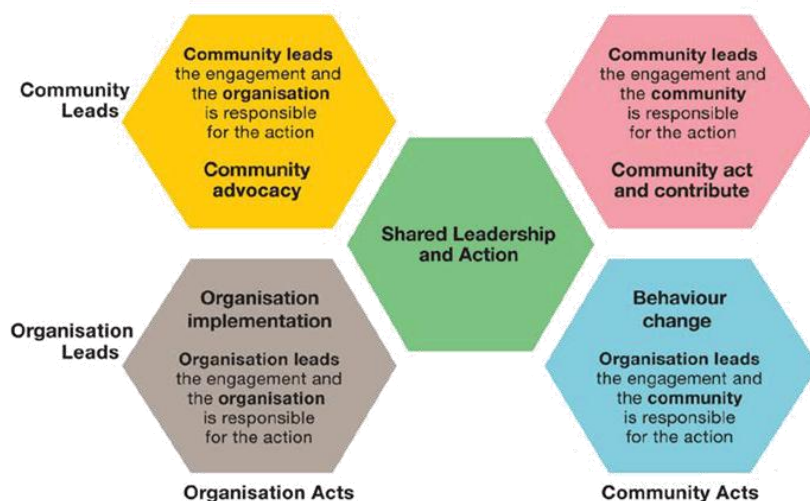 Community
Leads
Community leads
the engagement and
the organisation
is responsible
for the action
Community
advocacy
Community leads
the engagement and
the community
is responsible
for the action
Community act
and contribute
Shared Leadership
and Action
Organisation
Leads
Organisation
implementation
Organisation leads
the engagement and
the organisation
is responsible
for the action
Behaviour
change
Organisation leads
the engagement and
the community
is responsible
for the action
Organisation Acts
Community Acts